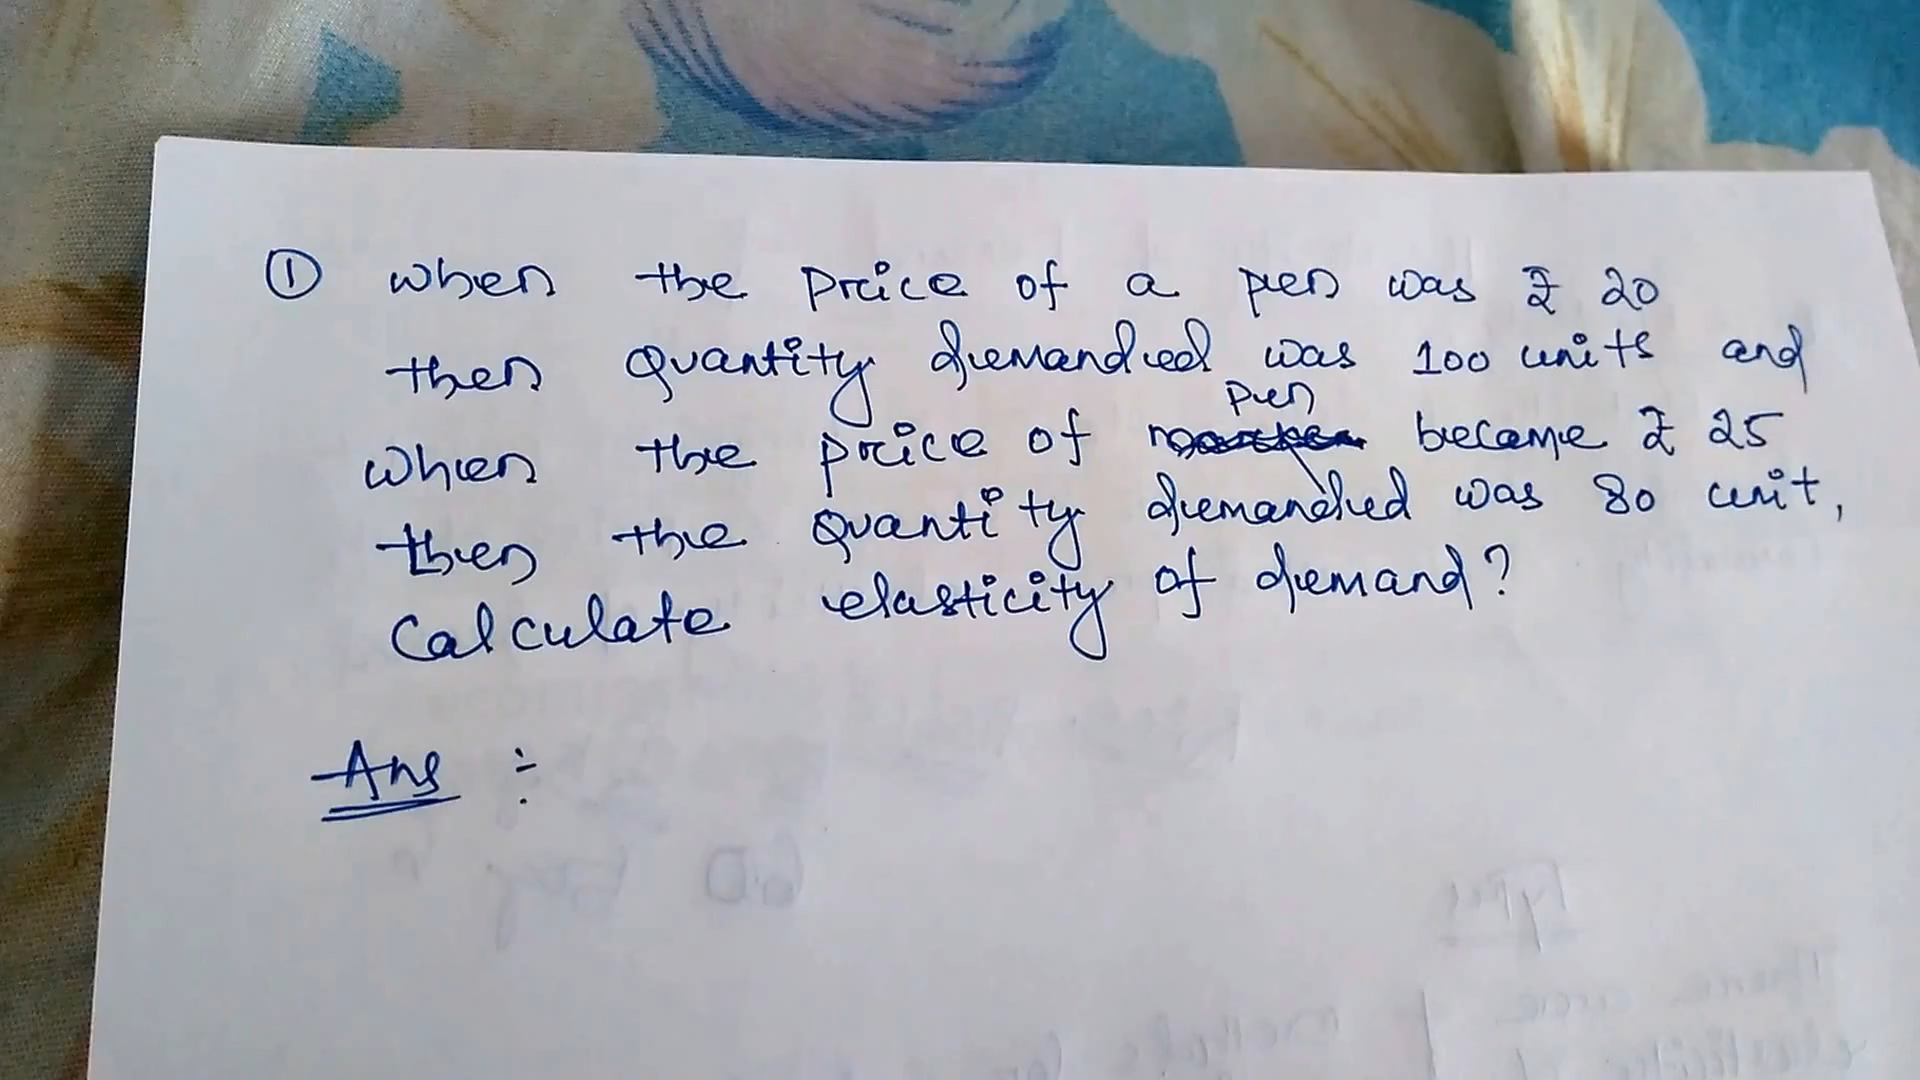 ① When the price of a pen was ₹ 20
then quantity demanded was 100 units and
pen
when the price of became ₹ 25
then the quantity demanded was 80 unit,
Calculate elasticity of demand?
Ans ÷